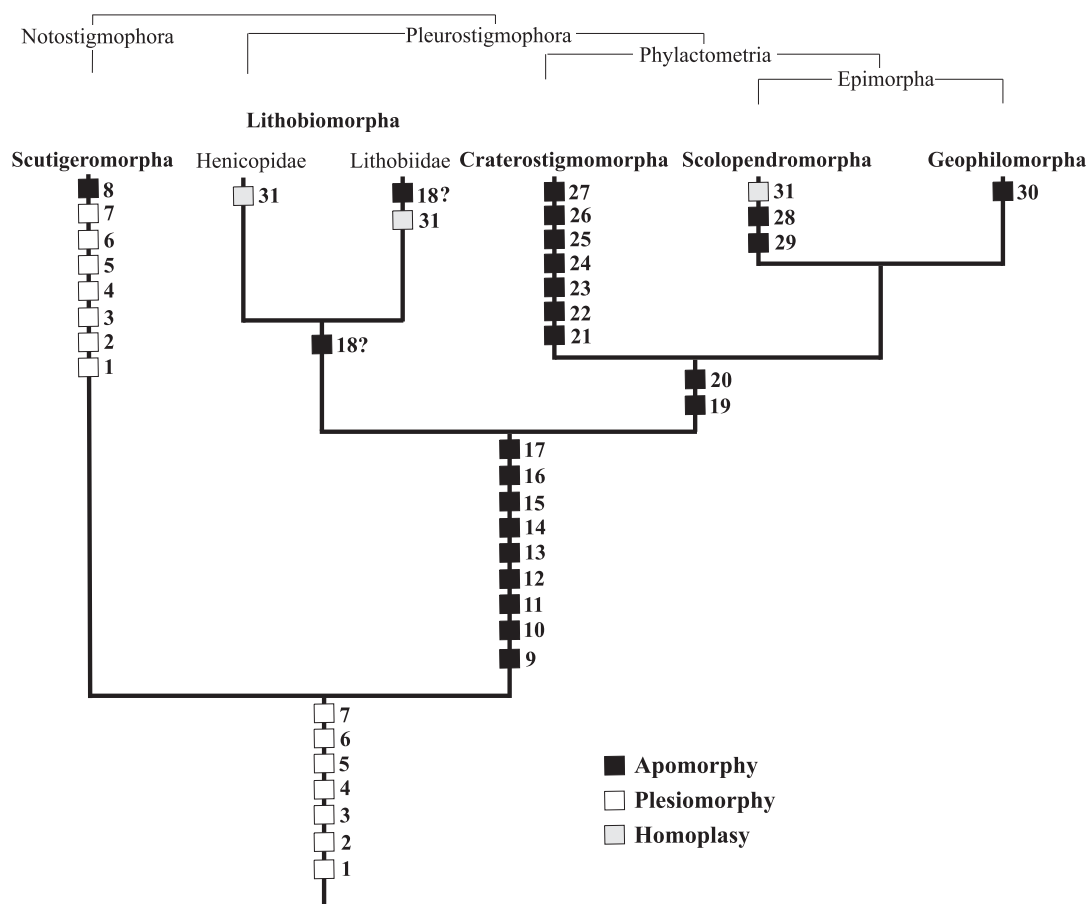 Notostigmophora
Pleurostigmophora
Phylactometria
Epimorpha
Lithobiomorpha
Scutigeromorpha
Henicopidae
Lithobiidae
Craterostigmomorpha
Scolopendromorpha
Geophilomorpha
8
7
6
5
4
3
2
1
31
18?
31
18?
27
26
25
24
23
22
21
31
28
29
30
20
19
17
16
15
14
13
12
11
10
9
7
6
5
4
3
2
1
Apomorphy
Plesiomorphy
Homoplasy